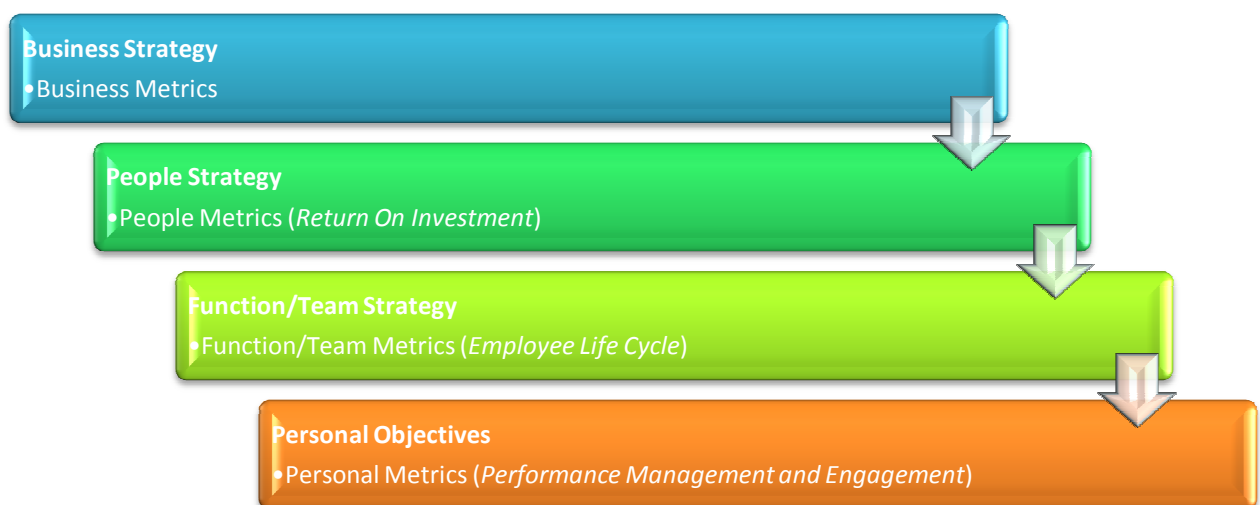 Business Strategy
•Business Metrics
People Strategy
•People Metrics (Return On Investment)
Function/Team Strategy
•Function/Team Metrics (Employee Life Cycle)
Personal Objectives
•Personal Metrics (Performance Management and Engagement)